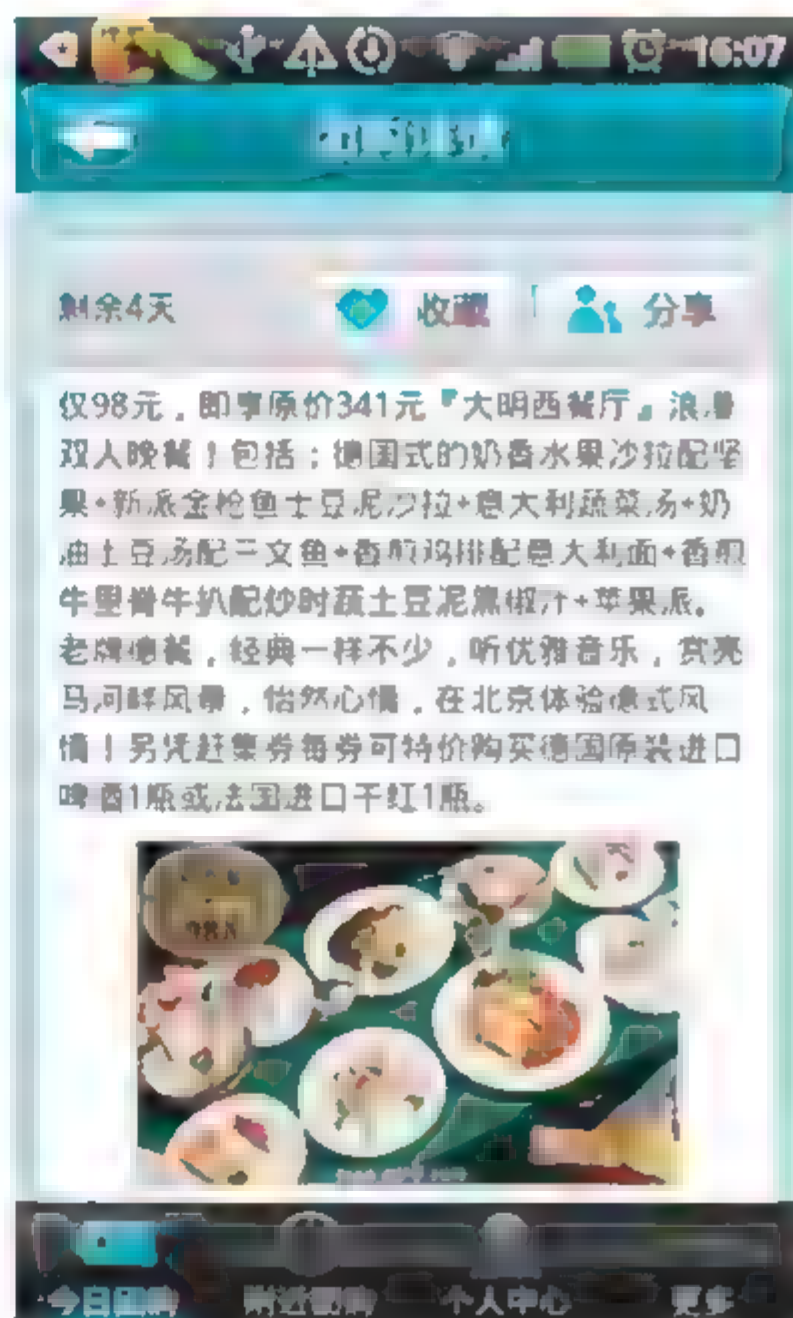 16:07
剩余4天
收藏
分享
仅98元，即享原价341元『大明西餐厅』浪漫
双人晚餐！包括：德国式的奶香水果沙拉配坚
果+新派金枪鱼土豆泥沙拉+意大利蔬菜汤+奶
油土豆汤配三文鱼+香煎鸡排配意大利面+香煎
牛里脊牛扒配炒时蔬土豆泥黑椒汁+苹果派。
老牌德餐，经典一样不少，听优雅音乐，赏亮
马河畔风景，怡然心情，在北京体验德式风
情！另凭赶集券每券可特价购买德国原装进口
啤酒1瓶或法国进口干红1瓶。
今日团购
附近团购
个人中心
更多